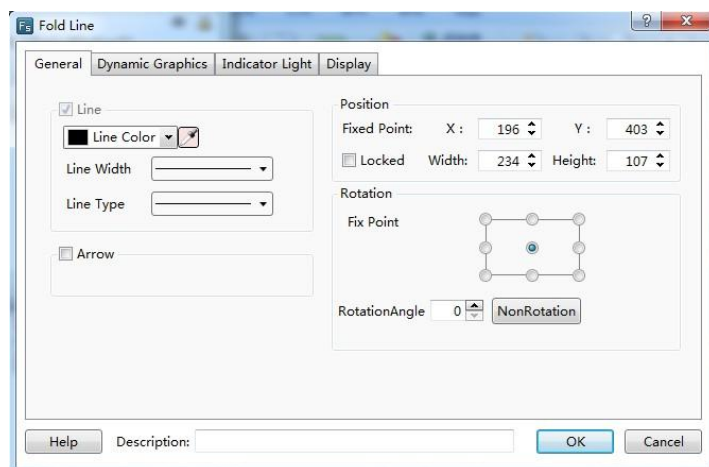 Fs Fold Line
General Dynamic Graphics Indicator Light Display
Line
Line Color
Line Width
Line Type
Arrow
Position
Fixed Point: X : 196 Y : 403
Locked Width: 234 Height: 107
Rotation
Fix Point
RotationAngle 0 NonRotation
Help Description: OK Cancel